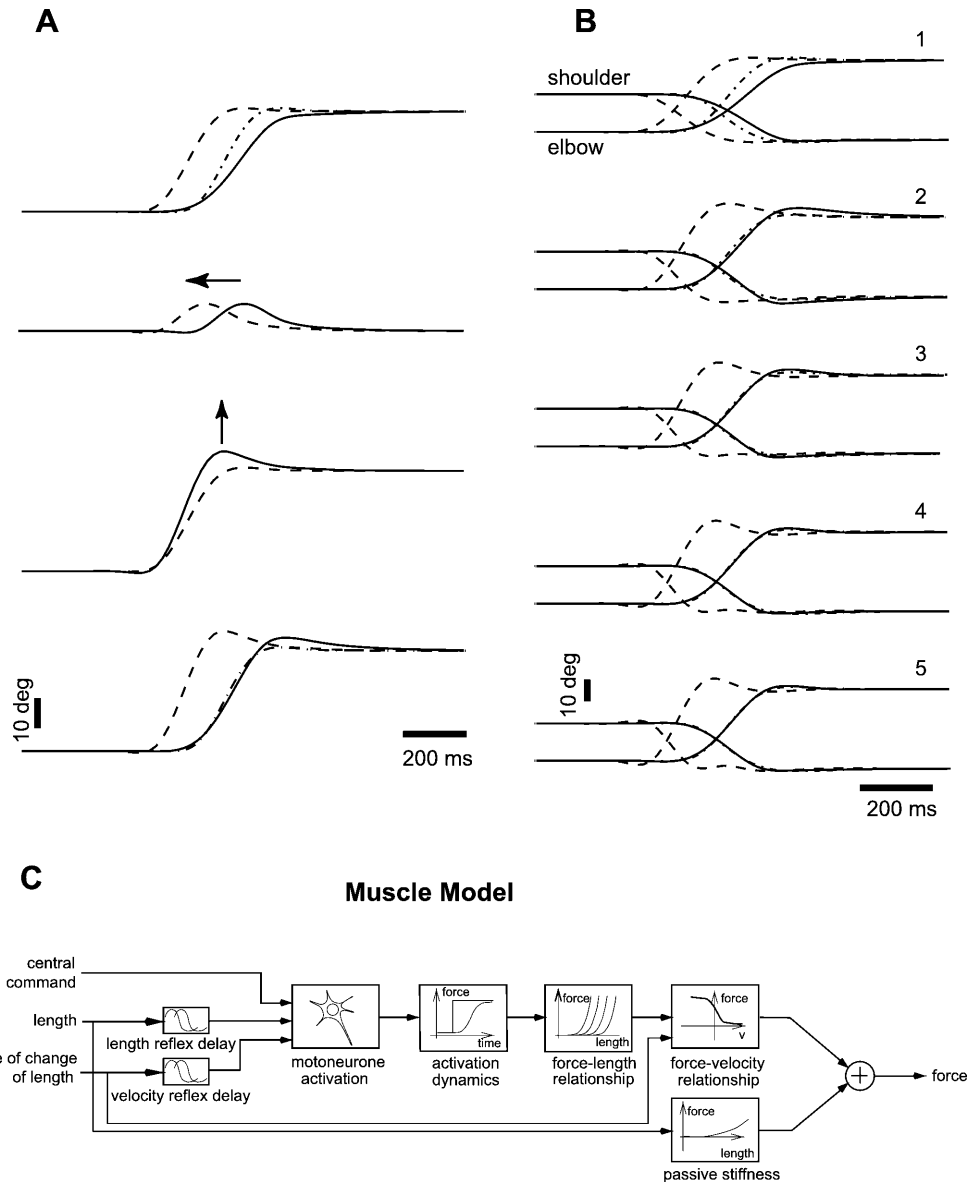 A
B
1
shoulder
elbow
2
3
4
5
10 deg
200 ms
10 deg
200 ms
C
Muscle Model
central
command
length
length reflex delay
e of change
of length
velocity reflex delay
motoneurone
activation
force
time
activation
dynamics
force
length
force-length
relationship
force
v
force-velocity
relationship
+
force
force
length
passive stiffness